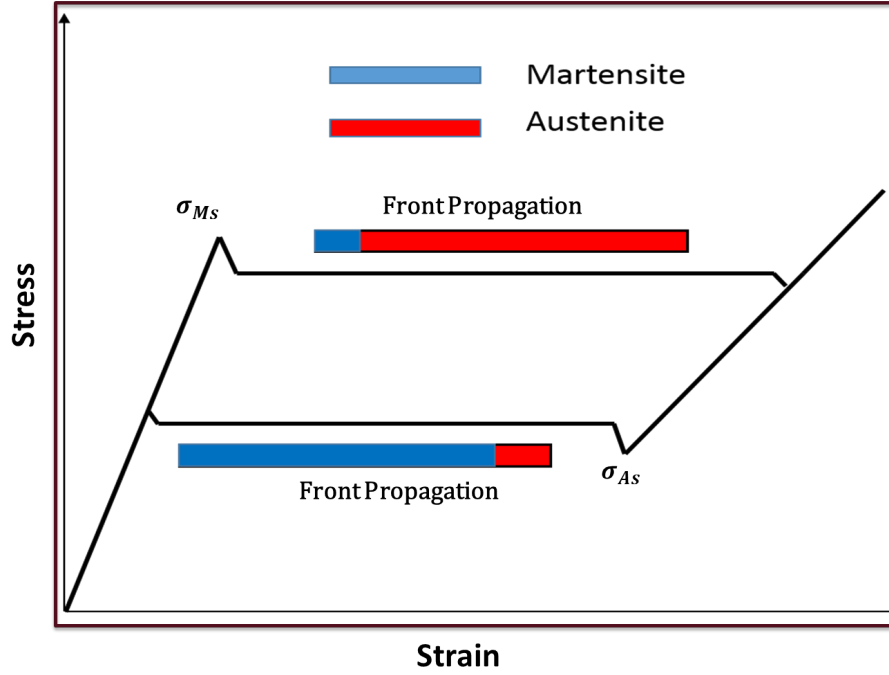 Martensite
Austenite
σMs
Front Propagation
Stress
σAs
Front Propagation
Strain